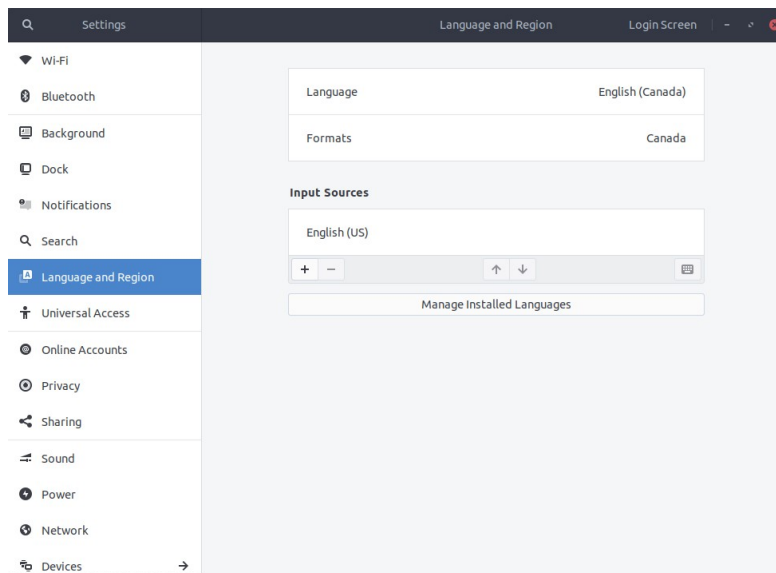 Settings
Language and Region
Login Screen
Wi-Fi
Bluetooth
Background
Dock
Notifications
Search
Language and Region
Universal Access
Online Accounts
Privacy
Sharing
Sound
Power
Network
Devices
Language English (Canada)
Formats Canada
Input Sources
English (US)
Manage Installed Languages